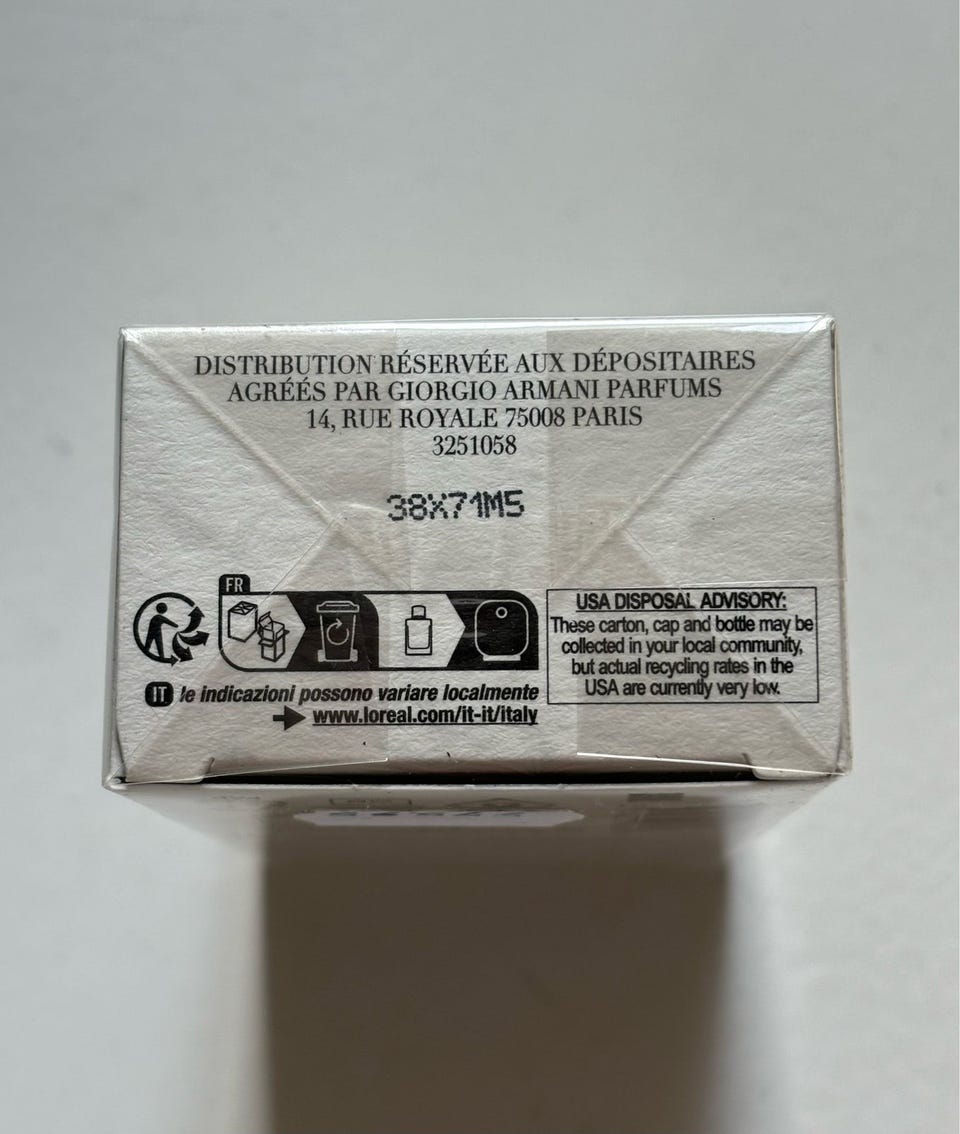 DISTRIBUTION RÉSERVÉE AUX DÉPOSITAIRES
AGRÉÉS PAR GIORGIO ARMANI PARFUMS
14, RUE ROYALE 75008 PARIS
3251058
38X71M5
FR
IT le indicazioni possono variare localmente
www.loreal.com/it-it/italy
USA DISPOSAL ADVISORY:
These carton, cap and bottle may be
collected in your local community,
but actual recycling rates in the
USA are currently very low.